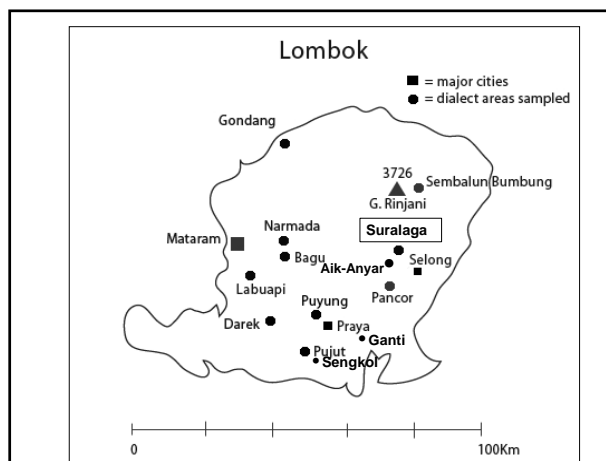 Lombok
■ = major cities
● = dialect areas sampled
Gondang
3726
Sembalun Bumbung
G. Rinjani
Suralaga
Narmada
Mataram
Bagu
Aik-Anyar
Selong
Labuapi
Pancor
Puyung
Darek
Praya
Ganti
Pujut
Sengkol
0 100Km